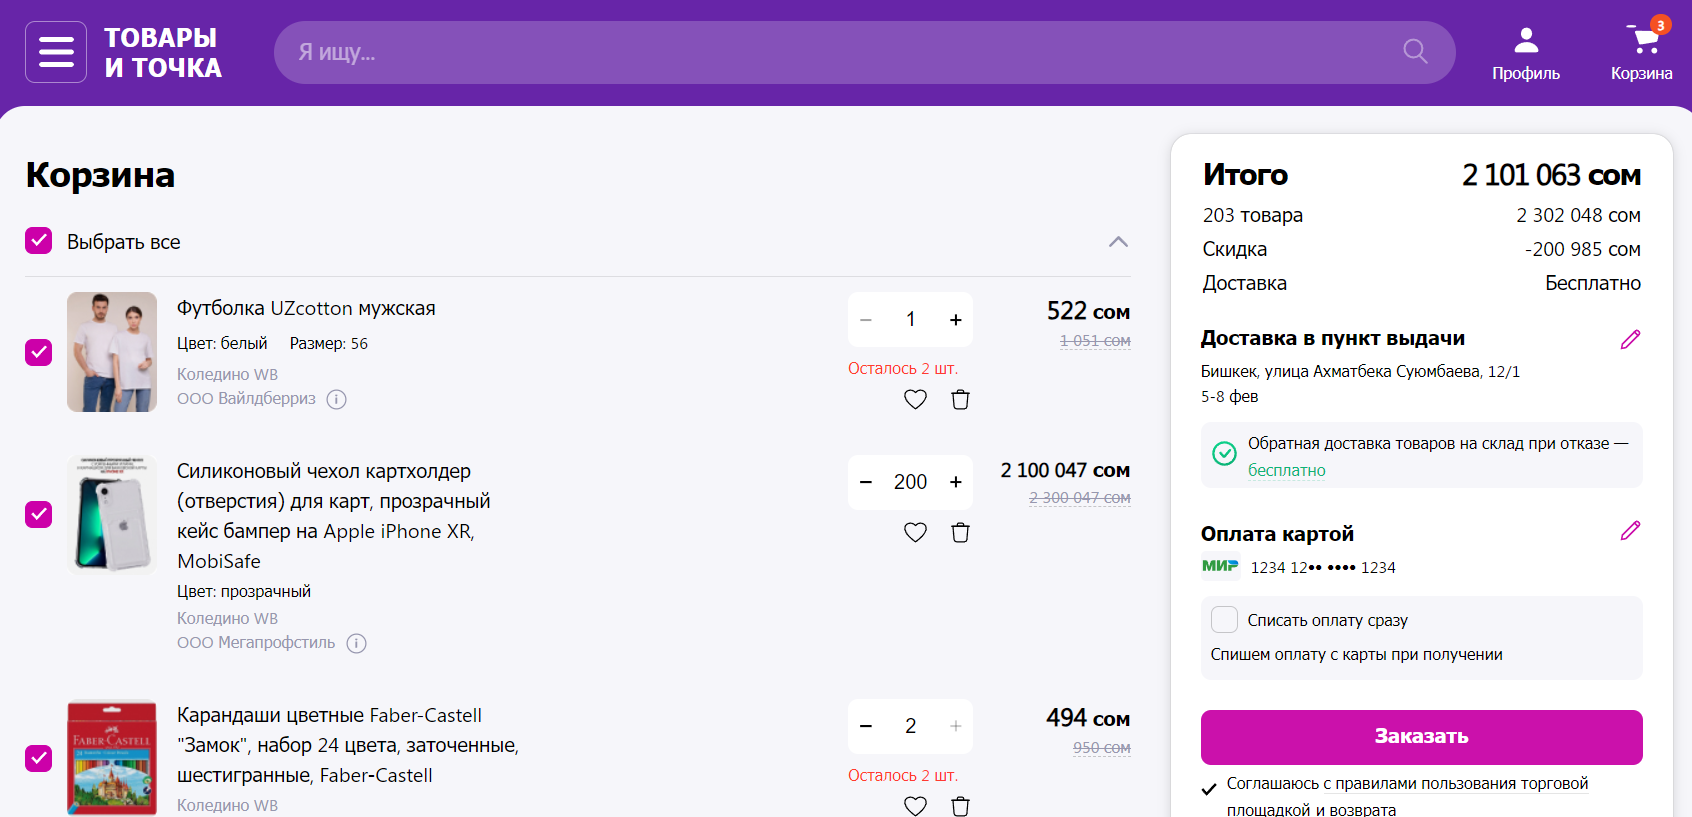 ТОВАРЫ
И ТОЧКА
Я ищу...
Профиль
3
Корзина
Корзина
Выбрать все
Футболка UZcotton мужская
Цвет: белый Размер: 56
Коледино WB
ООО Вайлдберриз
1
Осталось 2 шт.
522 сом
1 051 сом
Силиконовый чехол картхолдер
(отверстия) для карт, прозрачный
кейс бампер на Apple iPhone XR,
MobiSafe
Цвет: прозрачный
Коледино WB
ООО Мегапрофстиль
200
2 100 047 сом
2 300 047 сом
FABER-CASTELL
Карандаши цветные Faber-Castell
"Замок", набор 24 цвета, заточенные,
шестигранные, Faber-Castell
Коледино WB
2
Осталось 2 шт.
494 сом
950 сом
Итого 2 101 063 сом
203 товара 2 302 048 сом
Скидка -200 985 сом
Доставка Бесплатно
Доставка в пункт выдачи
Бишкек, улица Ахматбека Суюмбаева, 12/1
5-8 фев
Обратная доставка товаров на склад при отказе —
бесплатно
Оплата картой
МИР 1234 12•• •••• 1234
Списать оплату сразу
Спишем оплату с карты при получении
Заказать
Соглашаюсь с правилами пользования торговой
площадкой и возврата